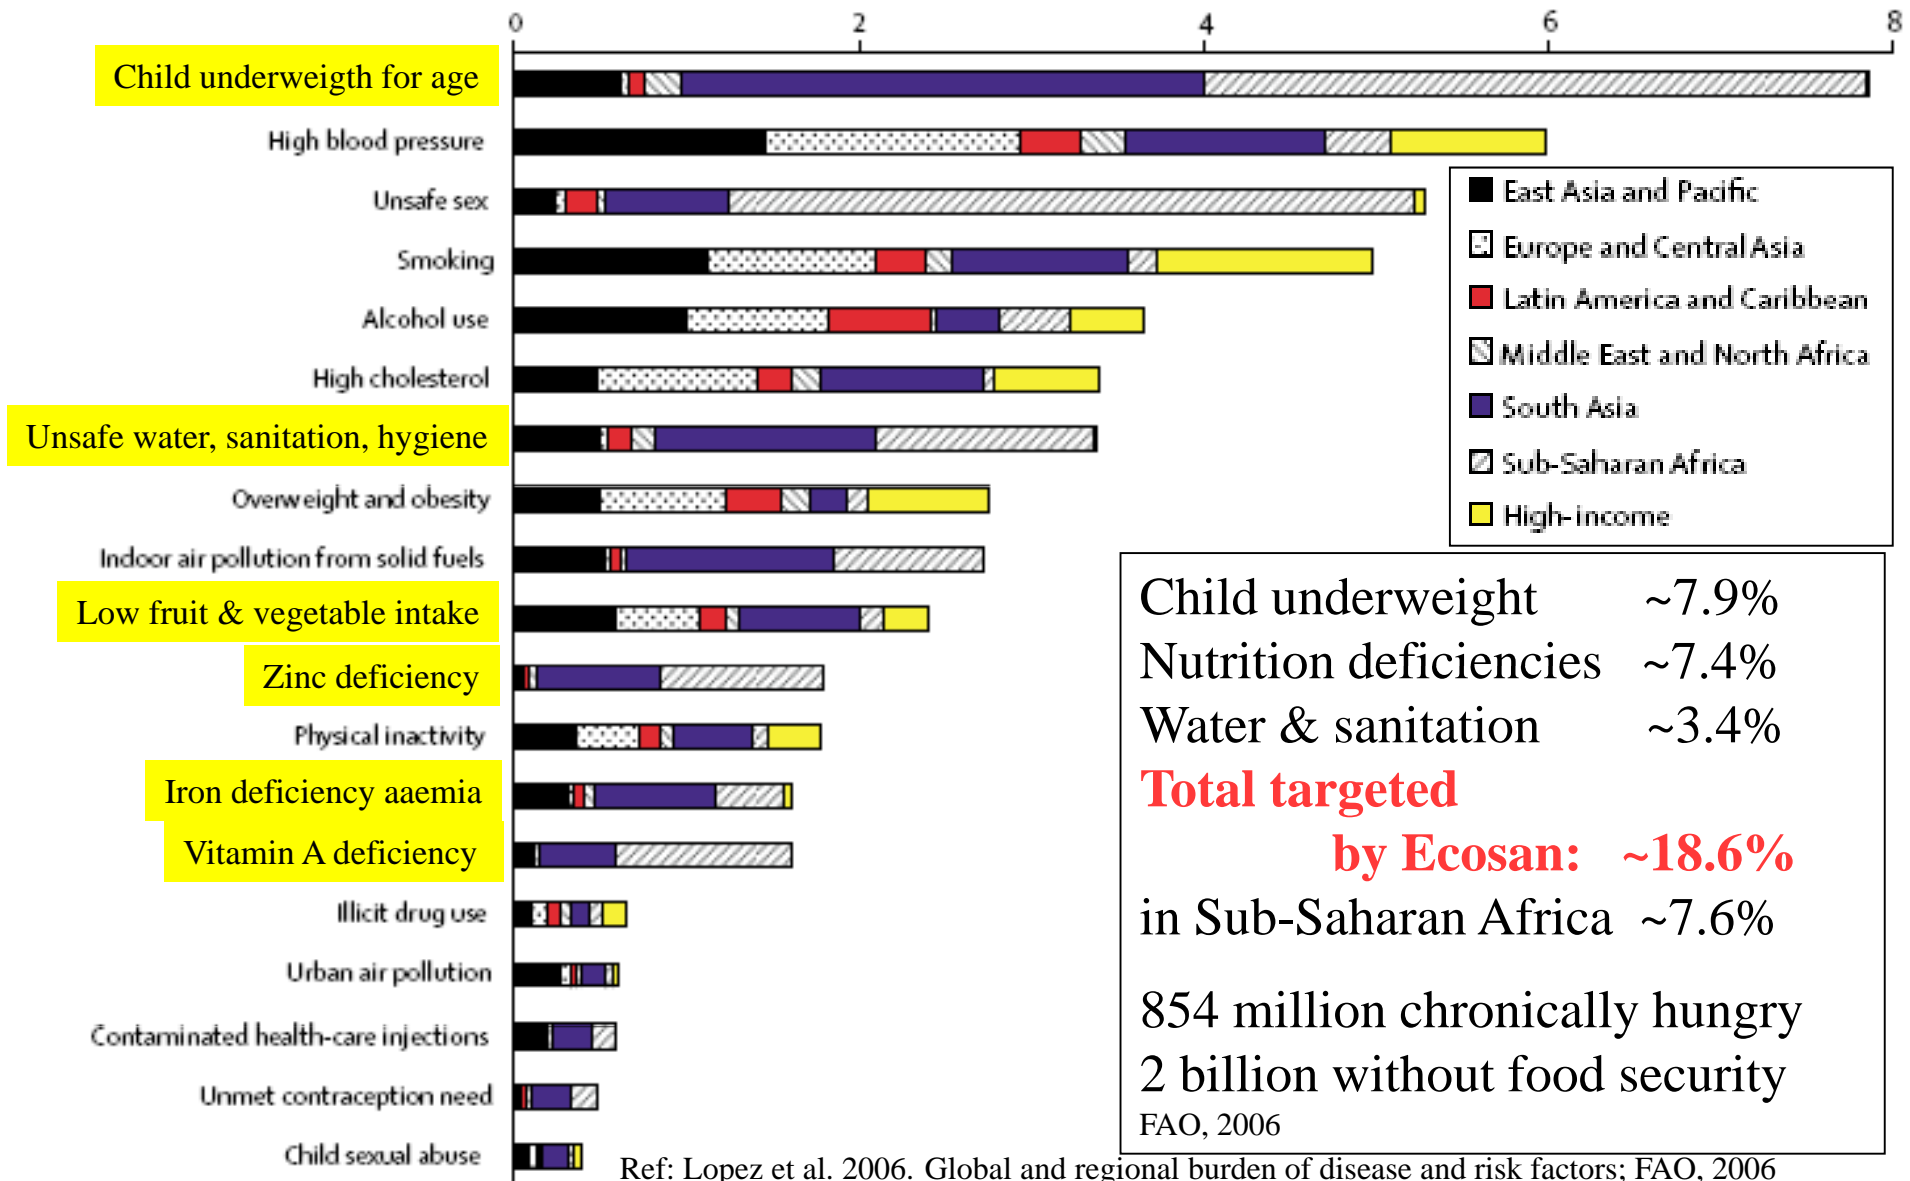 0 2 4 6 8
Child underweigth for age
High blood pressure
Unsafe sex
Smoking
Alcohol use
High cholesterol
Unsafe water, sanitation, hygiene
Overweight and obesity
Indoor air pollution from solid fuels
Low fruit & vegetable intake
Zinc deficiency
Physical inactivity
Iron deficiency aaemia
Vitamin A deficiency
Illicit drug use
Urban air pollution
Contaminated health-care injections
Unmet contraception need
Child sexual abuse
East Asia and Pacific
Europe and Central Asia
Latin America and Caribbean
Middle East and North Africa
South Asia
Sub-Saharan Africa
High-income
Child underweight ~7.9%
Nutrition deficiencies ~7.4%
Water & sanitation ~3.4%
Total targeted
by Ecosan: ~18.6%
in Sub-Saharan Africa ~7.6%
854 million chronically hungry
2 billion without food security
FAO, 2006
Ref: Lopez et al. 2006. Global and regional burden of disease and risk factors; FAO, 2006